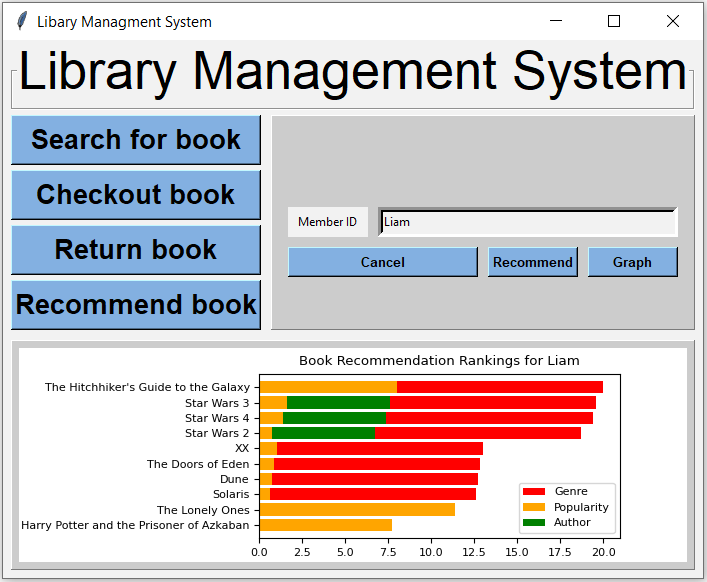 Libary Managment System
Library Management System
Search for book
Checkout book
Return book
Recommend book
Member ID
Liam
Cancel
Recommend
Graph
Book Recommendation Rankings for Liam
The Hitchhiker's Guide to the Galaxy
Star Wars 3
Star Wars 4
Star Wars 2
XX
The Doors of Eden
Dune
Solaris
The Lonely Ones
Harry Potter and the Prisoner of Azkaban
Genre
Popularity
Author
0.0 2.5 5.0 7.5 10.0 12.5 15.0 17.5 20.0